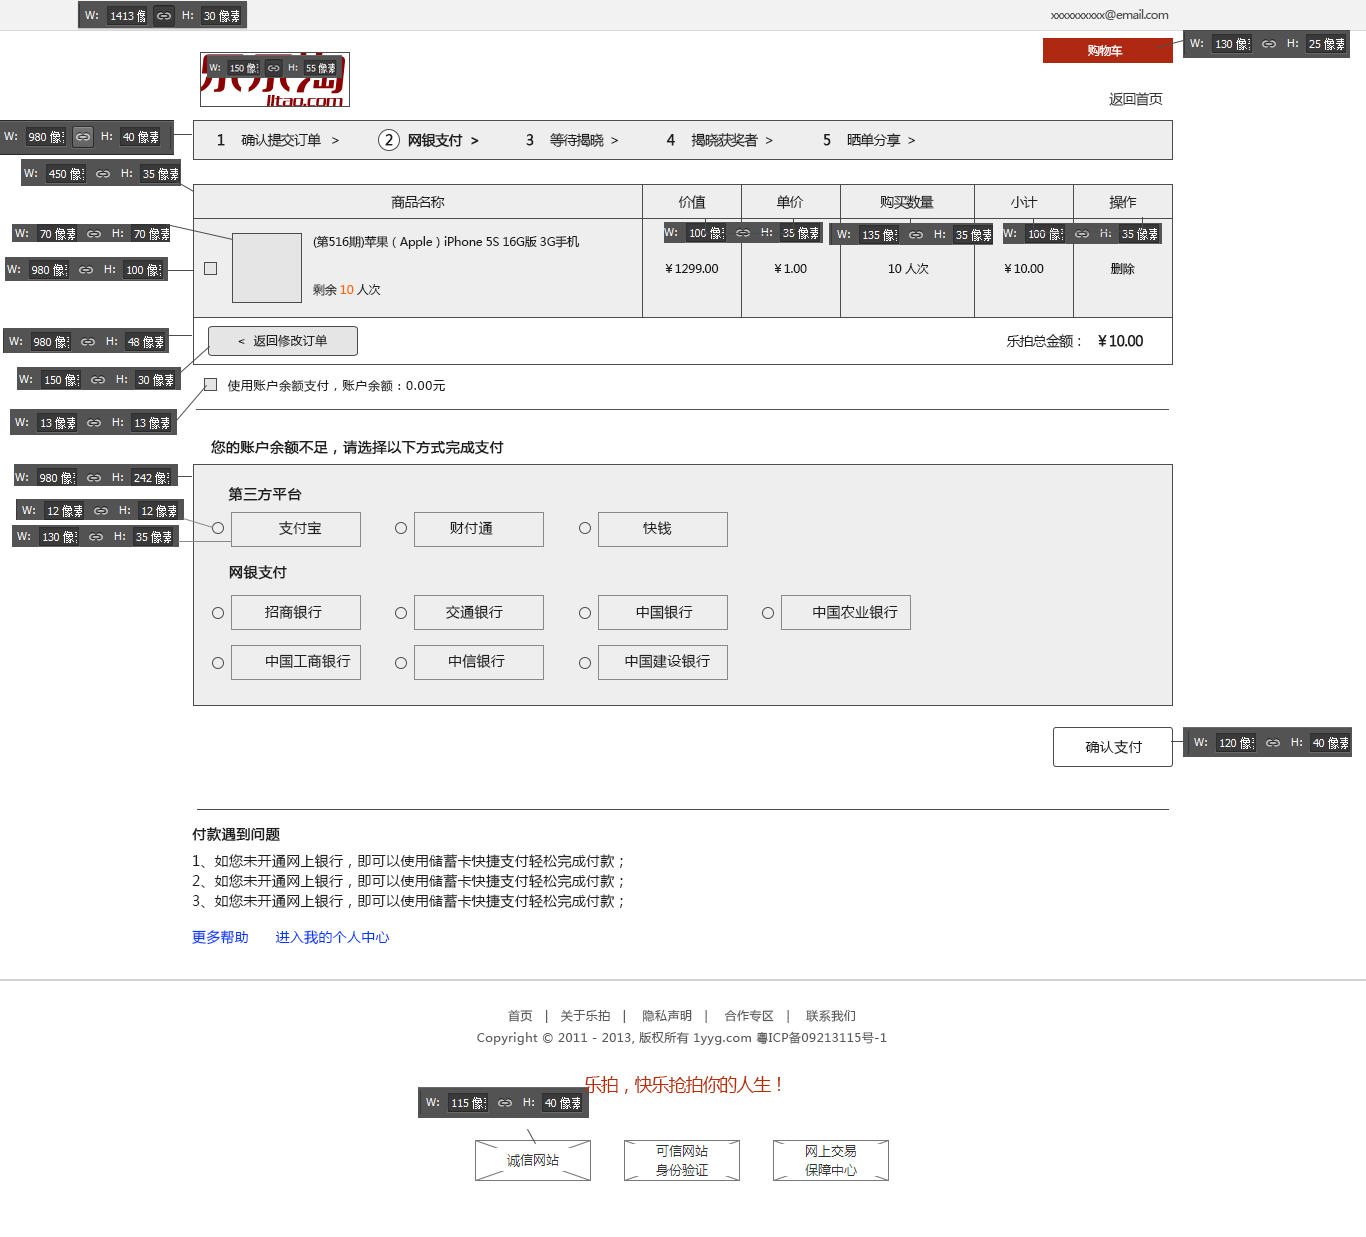 W: 1413 像 H: 30 像素
xxxxxxxxxx@email.com
购物车
W: 130 像 H: 25 像素
乐乐淘
W: 150 像 H: 55 像素
lltao.com
返回首页
W: 980 像 H: 40 像素
1 确认提交订单 > 2 网银支付 > 3 等待揭晓 > 4 揭晓获奖者 > 5 晒单分享 >
W: 450 像 H: 35 像素
商品名称 价值 单价 购买数量 小计 操作
W: 70 像素 H: 70 像素
W: 100 像 H: 35 像素
W: 135 像 H: 35 像素
W: 100 像 H: 35 像素
(第516期)苹果（Apple）iPhone 5S 16G版 3G手机
W: 980 像 H: 100 像
¥1299.00 ¥1.00 10 人次 ¥10.00 删除
剩余 10 人次
W: 980 像 H: 48 像素
< 返回修改订单
乐拍总金额： ¥10.00
W: 150 像 H: 30 像素
使用账户余额支付，账户余额：0.00元
W: 13 像素 H: 13 像素
您的账户余额不足，请选择以下方式完成支付
W: 980 像 H: 242 像
第三方平台
W: 12 像素 H: 12 像素
W: 130 像 H: 35 像素
支付宝 财付通 快钱
网银支付
招商银行 交通银行 中国银行 中国农业银行
中国工商银行 中信银行 中国建设银行
确认支付
W: 120 像 H: 40 像素
付款遇到问题
1、如您未开通网上银行，即可以使用储蓄卡快捷支付轻松完成付款；
2、如您未开通网上银行，即可以使用储蓄卡快捷支付轻松完成付款；
3、如您未开通网上银行，即可以使用储蓄卡快捷支付轻松完成付款；
更多帮助 进入我的个人中心
首页 | 关于乐拍 | 隐私声明 | 合作专区 | 联系我们
Copyright © 2011 - 2013, 版权所有 1yyg.com 粤ICP备09213115号-1
乐拍，快乐抢拍你的人生！
W: 115 像 H: 40 像素
诚信网站
可信网站
身份验证
网上交易
保障中心